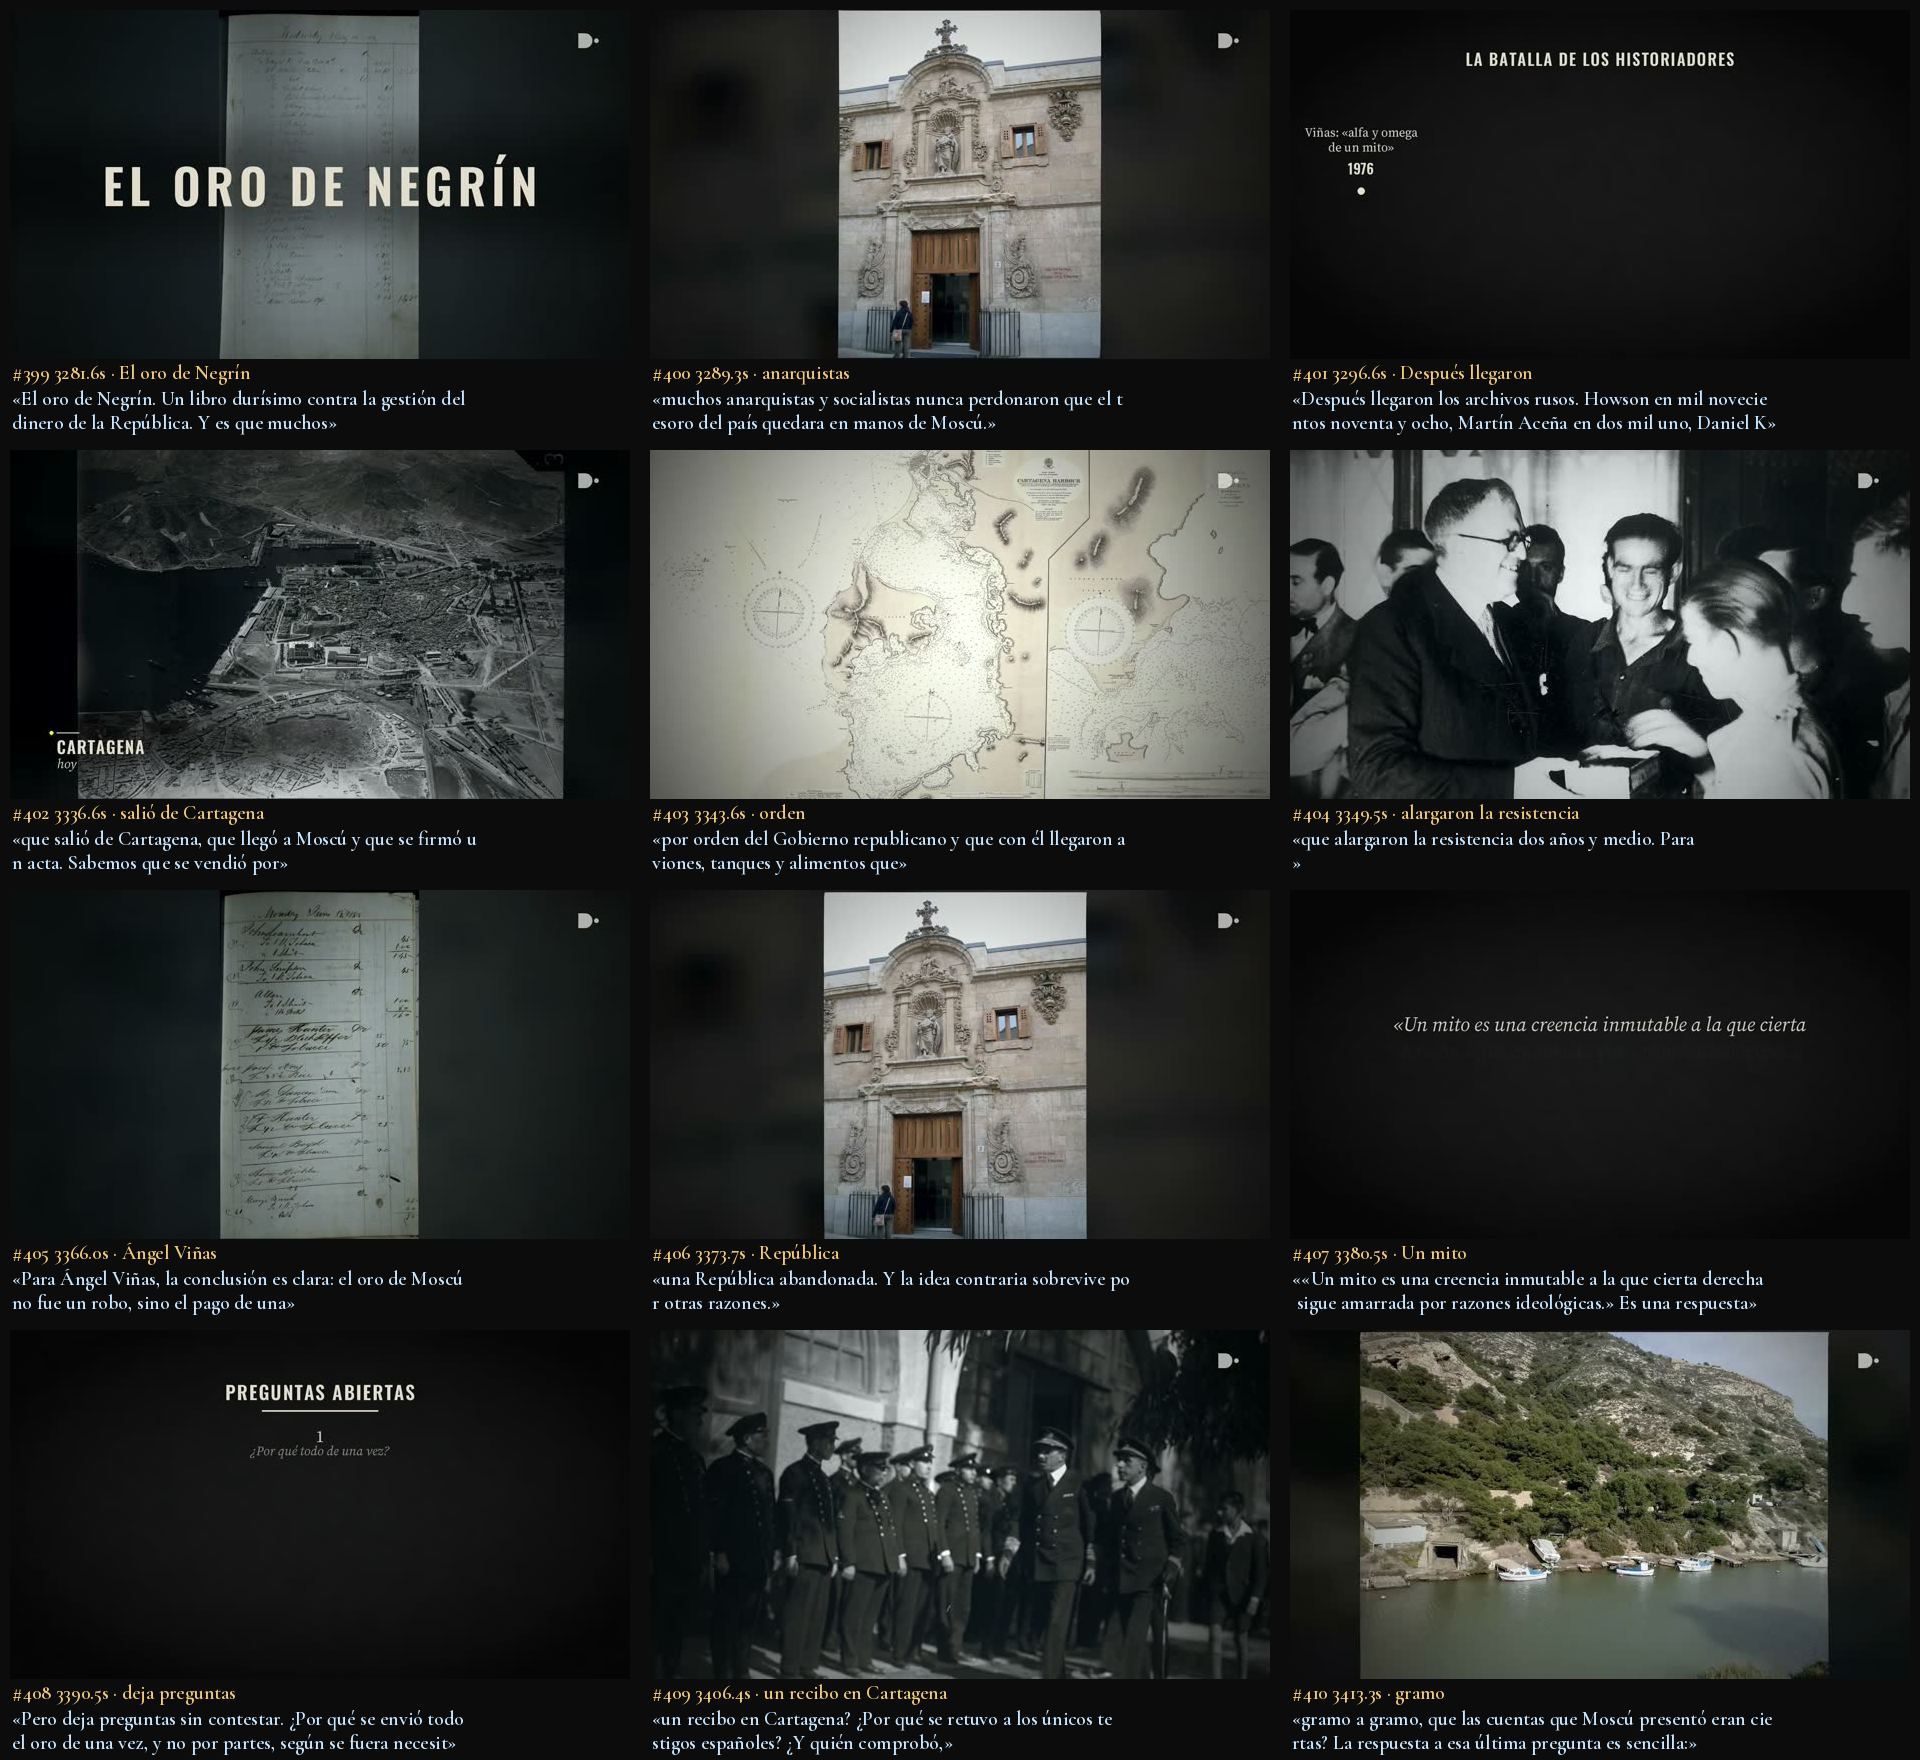 EL ORO DE NEGRÍN
#399 3281.6s · El oro de Negrín
«El oro de Negrín. Un libro durísimo contra la gestión del
dinero de la República. Y es que muchos»
#400 3289.3s · anarquistas
«muchos anarquistas y socialistas nunca perdonaron que el t
esoro del país quedara en manos de Moscú.»
LA BATALLA DE LOS HISTORIADORES
Viñas: «alfa y omega
de un mito»
1976
#401 3296.6s · Después llegaron
«Después llegaron los archivos rusos. Howson en mil novecie
ntos noventa y ocho, Martín Aceña en dos mil uno, Daniel K»
CARTAGENA
hoy
#402 3336.6s · salió de Cartagena
«que salió de Cartagena, que llegó a Moscú y que se firmó u
n acta. Sabemos que se vendió por»
CARTAGENA HARBOUR
#403 3343.6s · orden
«por orden del Gobierno republicano y que con él llegaron a
viones, tanques y alimentos que»
#404 3349.5s · alargaron la resistencia
«que alargaron la resistencia dos años y medio. Para
»
#405 3366.0s · Ángel Viñas
«Para Ángel Viñas, la conclusión es clara: el oro de Moscú
no fue un robo, sino el pago de una»
#406 3373.7s · República
«una República abandonada. Y la idea contraria sobrevive po
r otras razones.»
«Un mito es una creencia inmutable a la que cierta
#407 3380.5s · Un mito
««Un mito es una creencia inmutable a la que cierta derecha
sigue amarrada por razones ideológicas.» Es una respuesta»
PREGUNTAS ABIERTAS
1
¿Por qué todo de una vez?
#408 3390.5s · deja preguntas
«Pero deja preguntas sin contestar. ¿Por qué se envió todo
el oro de una vez, y no por partes, según se fuera necesit»
#409 3406.4s · un recibo en Cartagena
«un recibo en Cartagena? ¿Por qué se retuvo a los únicos te
stigos españoles? ¿Y quién comprobó,»
#410 3413.3s · gramo
«gramo a gramo, que las cuentas que Moscú presentó eran cie
rtas? La respuesta a esa última pregunta es sencilla:»